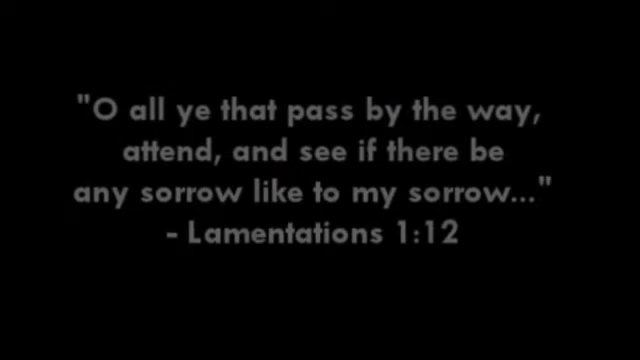 "O all ye that pass by the way,
attend, and see if there be
any sorrow like to my sorrow..."
- Lamentations 1:12